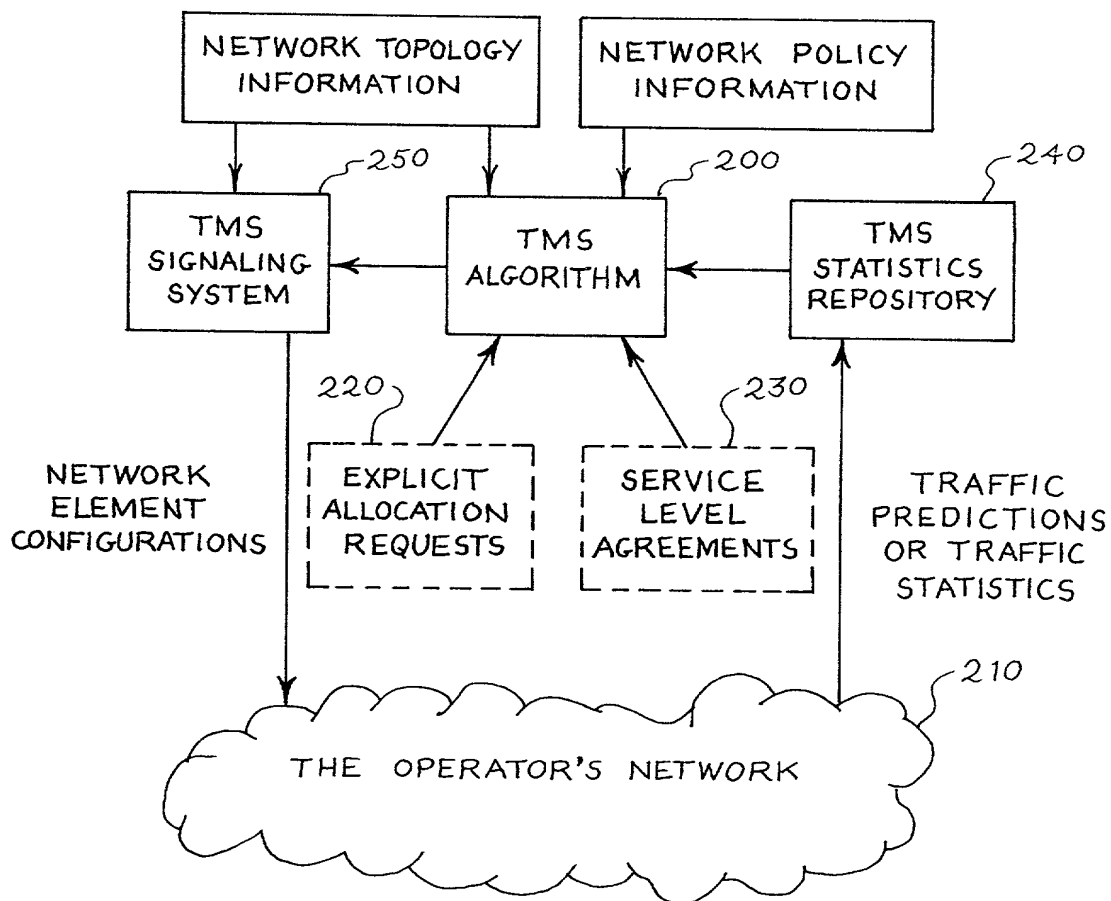 NETWORK TOPOLOGY
INFORMATION
NETWORK POLICY
INFORMATION
250
200
240
TMS
SIGNALING
SYSTEM
TMS
ALGORITHM
TMS
STATISTICS
REPOSITORY
220
230
NETWORK
ELEMENT
CONFIGURATIONS
EXPLICIT
ALLOCATION
REQUESTS
SERVICE
LEVEL
AGREEMENTS
TRAFFIC
PREDICTIONS
OR TRAFFIC
STATISTICS
210
THE OPERATOR'S NETWORK